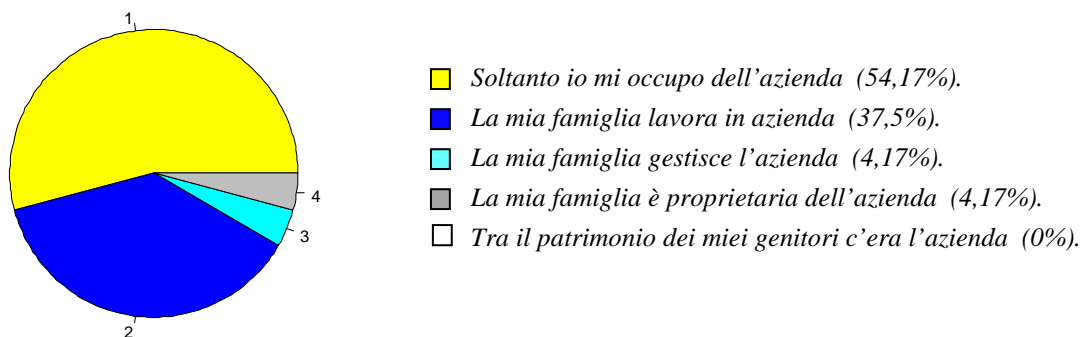 1
Soltanto io mi occupo dell'azienda (54,17%).
La mia famiglia lavora in azienda (37,5%).
La mia famiglia gestisce l'azienda (4,17%).
La mia famiglia è proprietaria dell'azienda (4,17%).
4
Tra il patrimonio dei miei genitori c'era l'azienda (0%).
3
2